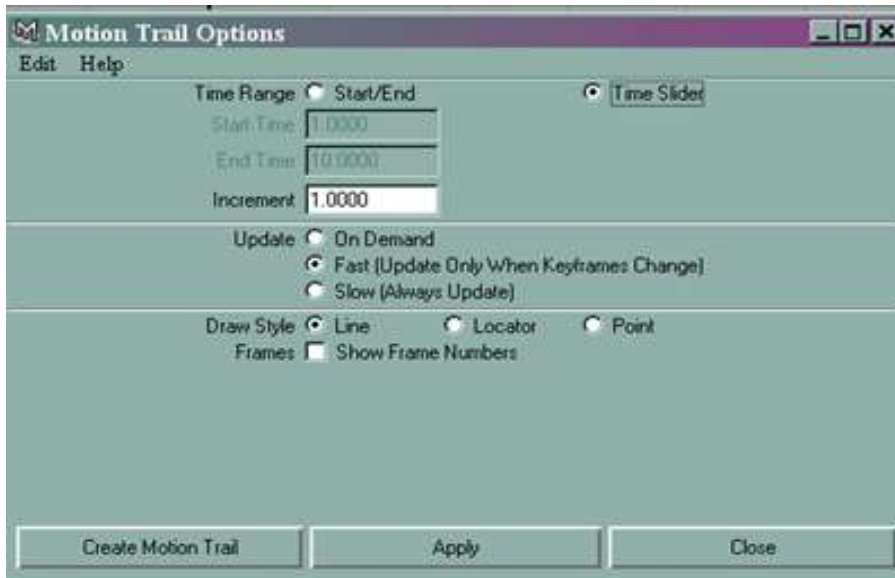 Motion Trail Options
Edit Help
Time Range Start/End Time Slider
Start Time 1.0000
End Time 10.0000
Increment 1.0000
Update On Demand
Fast (Update Only When Keyframes Change)
Slow (Always Update)
Draw Style Line Locator Point
Frames Show Frame Numbers
Create Motion Trail Apply Close